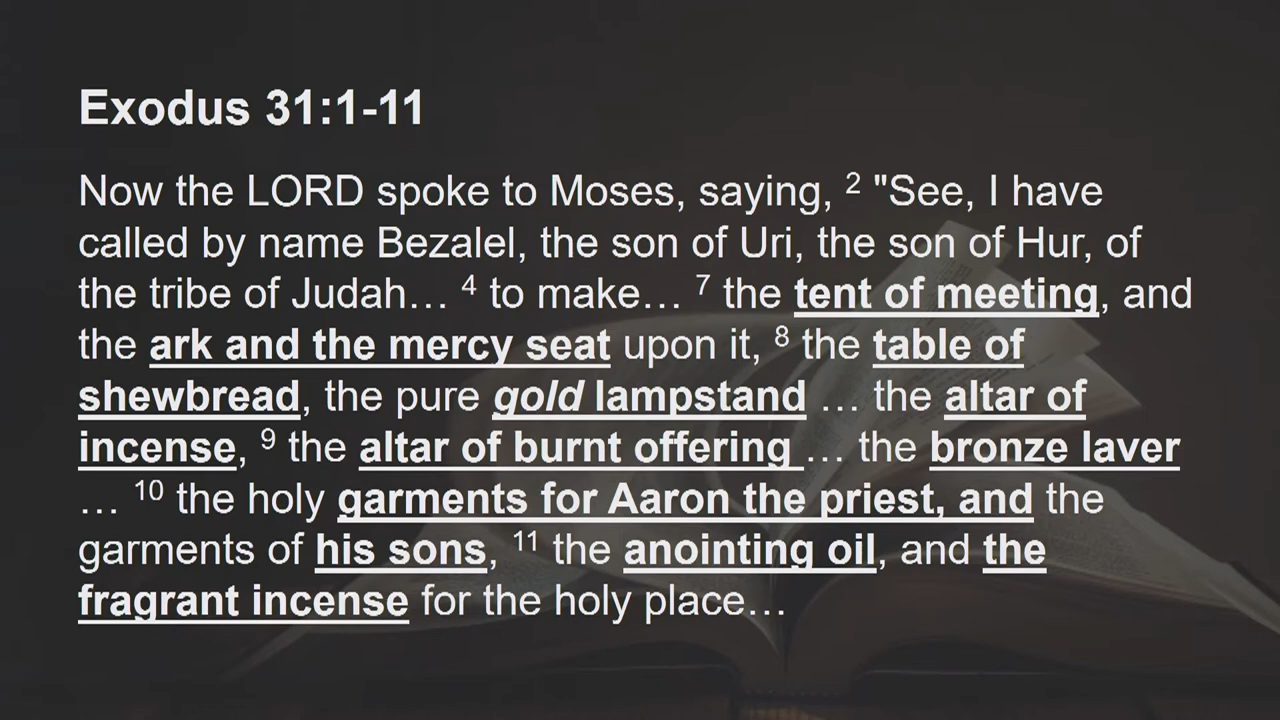 Exodus 31:1-11
Now the LORD spoke to Moses, saying, 2 "See, I have
called by name Bezalel, the son of Uri, the son of Hur, of
the tribe of Judah… 4 to make… 7 the tent of meeting, and
the ark and the mercy seat upon it, 8 the table of
shewbread, the pure gold lampstand … the altar of
incense, 9 the altar of burnt offering … the bronze laver
… 10 the holy garments for Aaron the priest, and the
garments of his sons, 11 the anointing oil, and the
fragrant incense for the holy place…